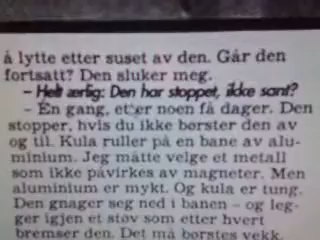 å lytte etter suset av den. Går den
fortsatt? Den sluker meg.
– Helt ærlig: Den har stoppet, ikke sant?
– Én gang, etter noen få dager. Den
stopper, hvis du ikke børster den av
og til. Kula ruller på en bane av alu-
minium. Jeg måtte velge et metall
som ikke påvirkes av magneter. Men
aluminium er mykt. Og kula er tung.
Den gnager seg ned i banen – og leg-
ger igjen et støv som etter hvert
bremser den. Det må børstes vekk.